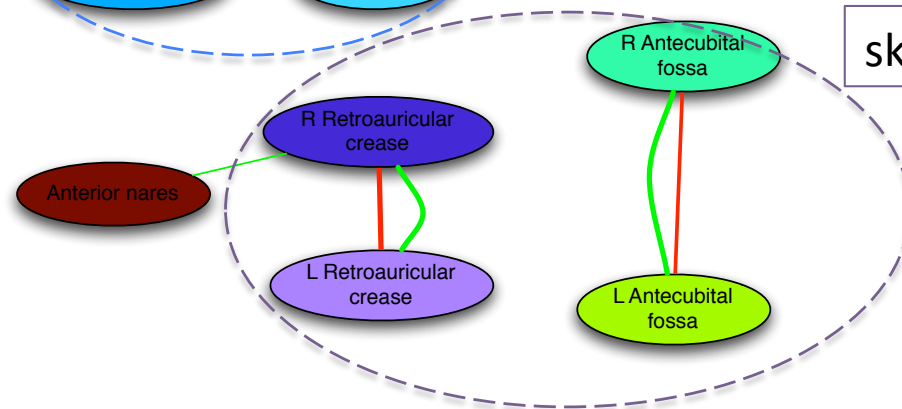 R Antecubital
fossa
R Retroauricular
crease
Anterior nares
L Retroauricular
crease
L Antecubital
fossa